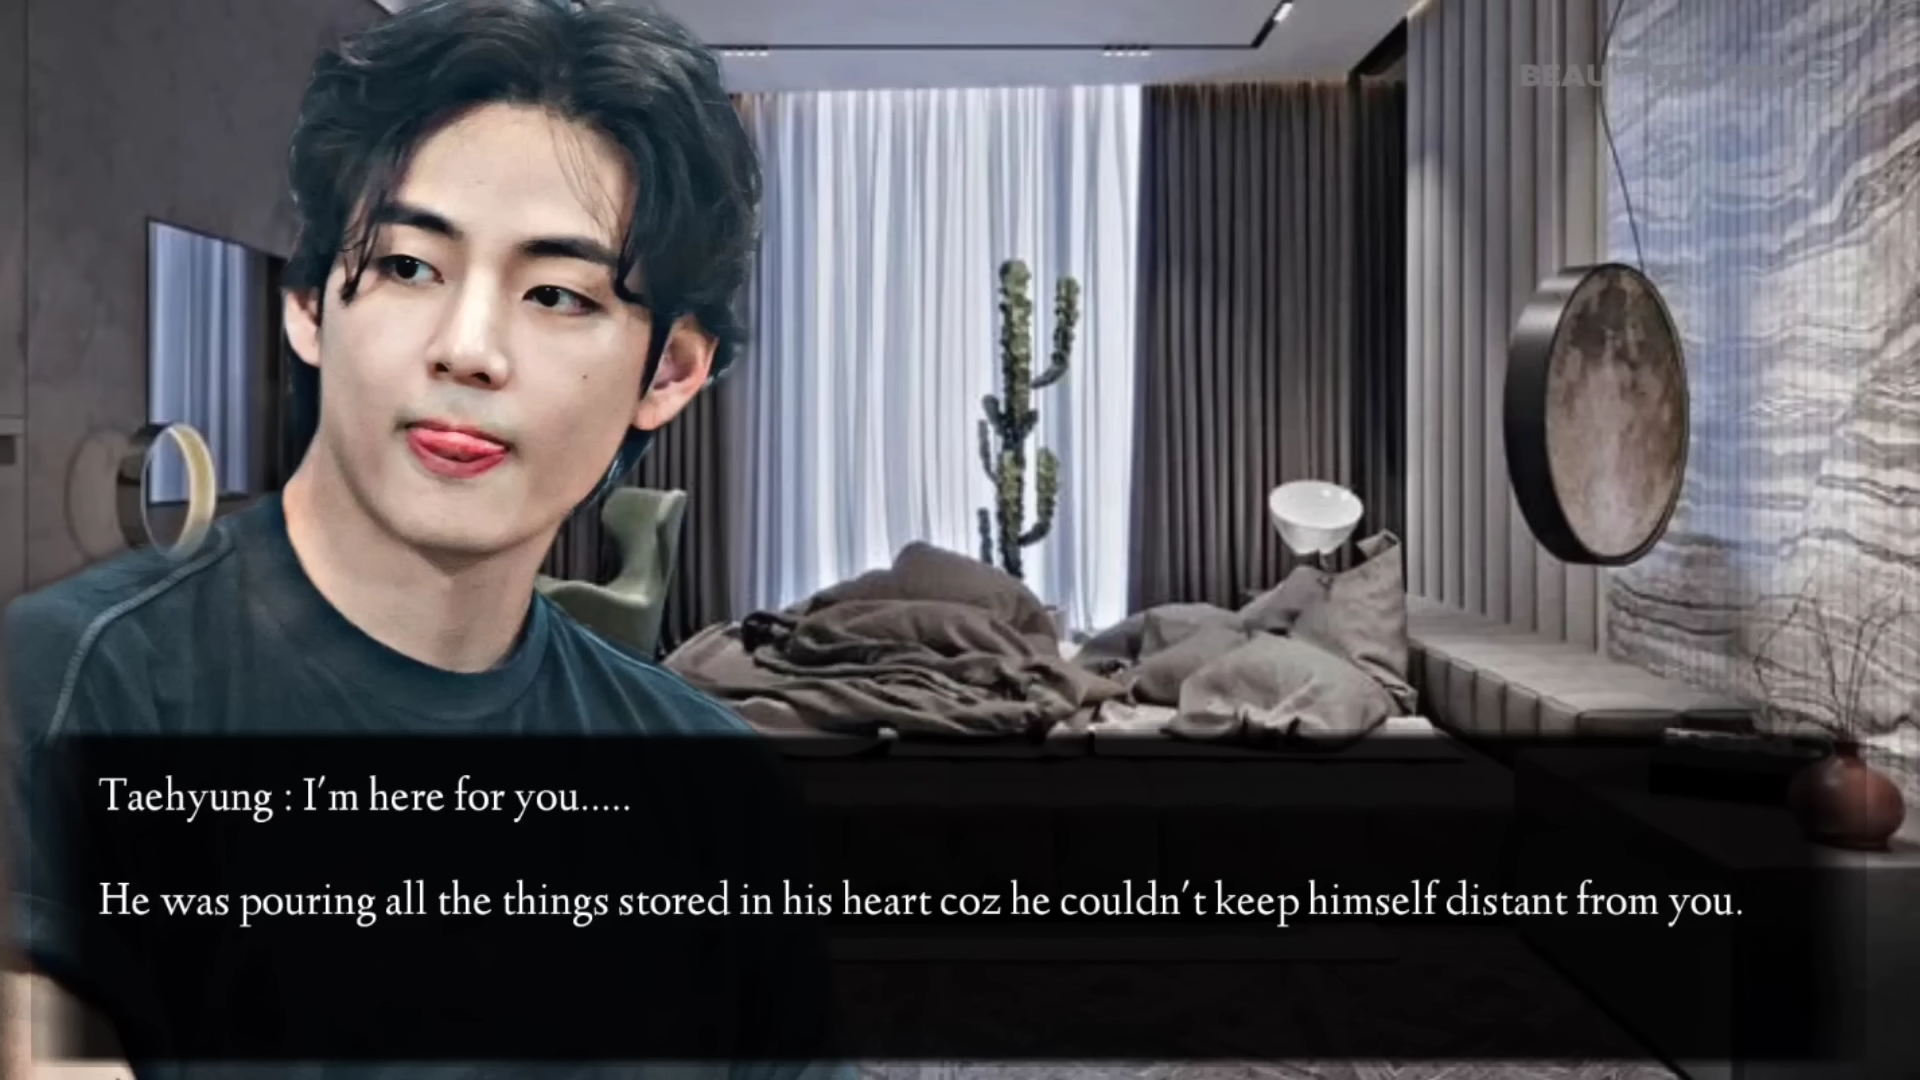 BEAU
Taehyung : I'm here for you.....
He was pouring all the things stored in his heart coz he couldn't keep himself distant from you.